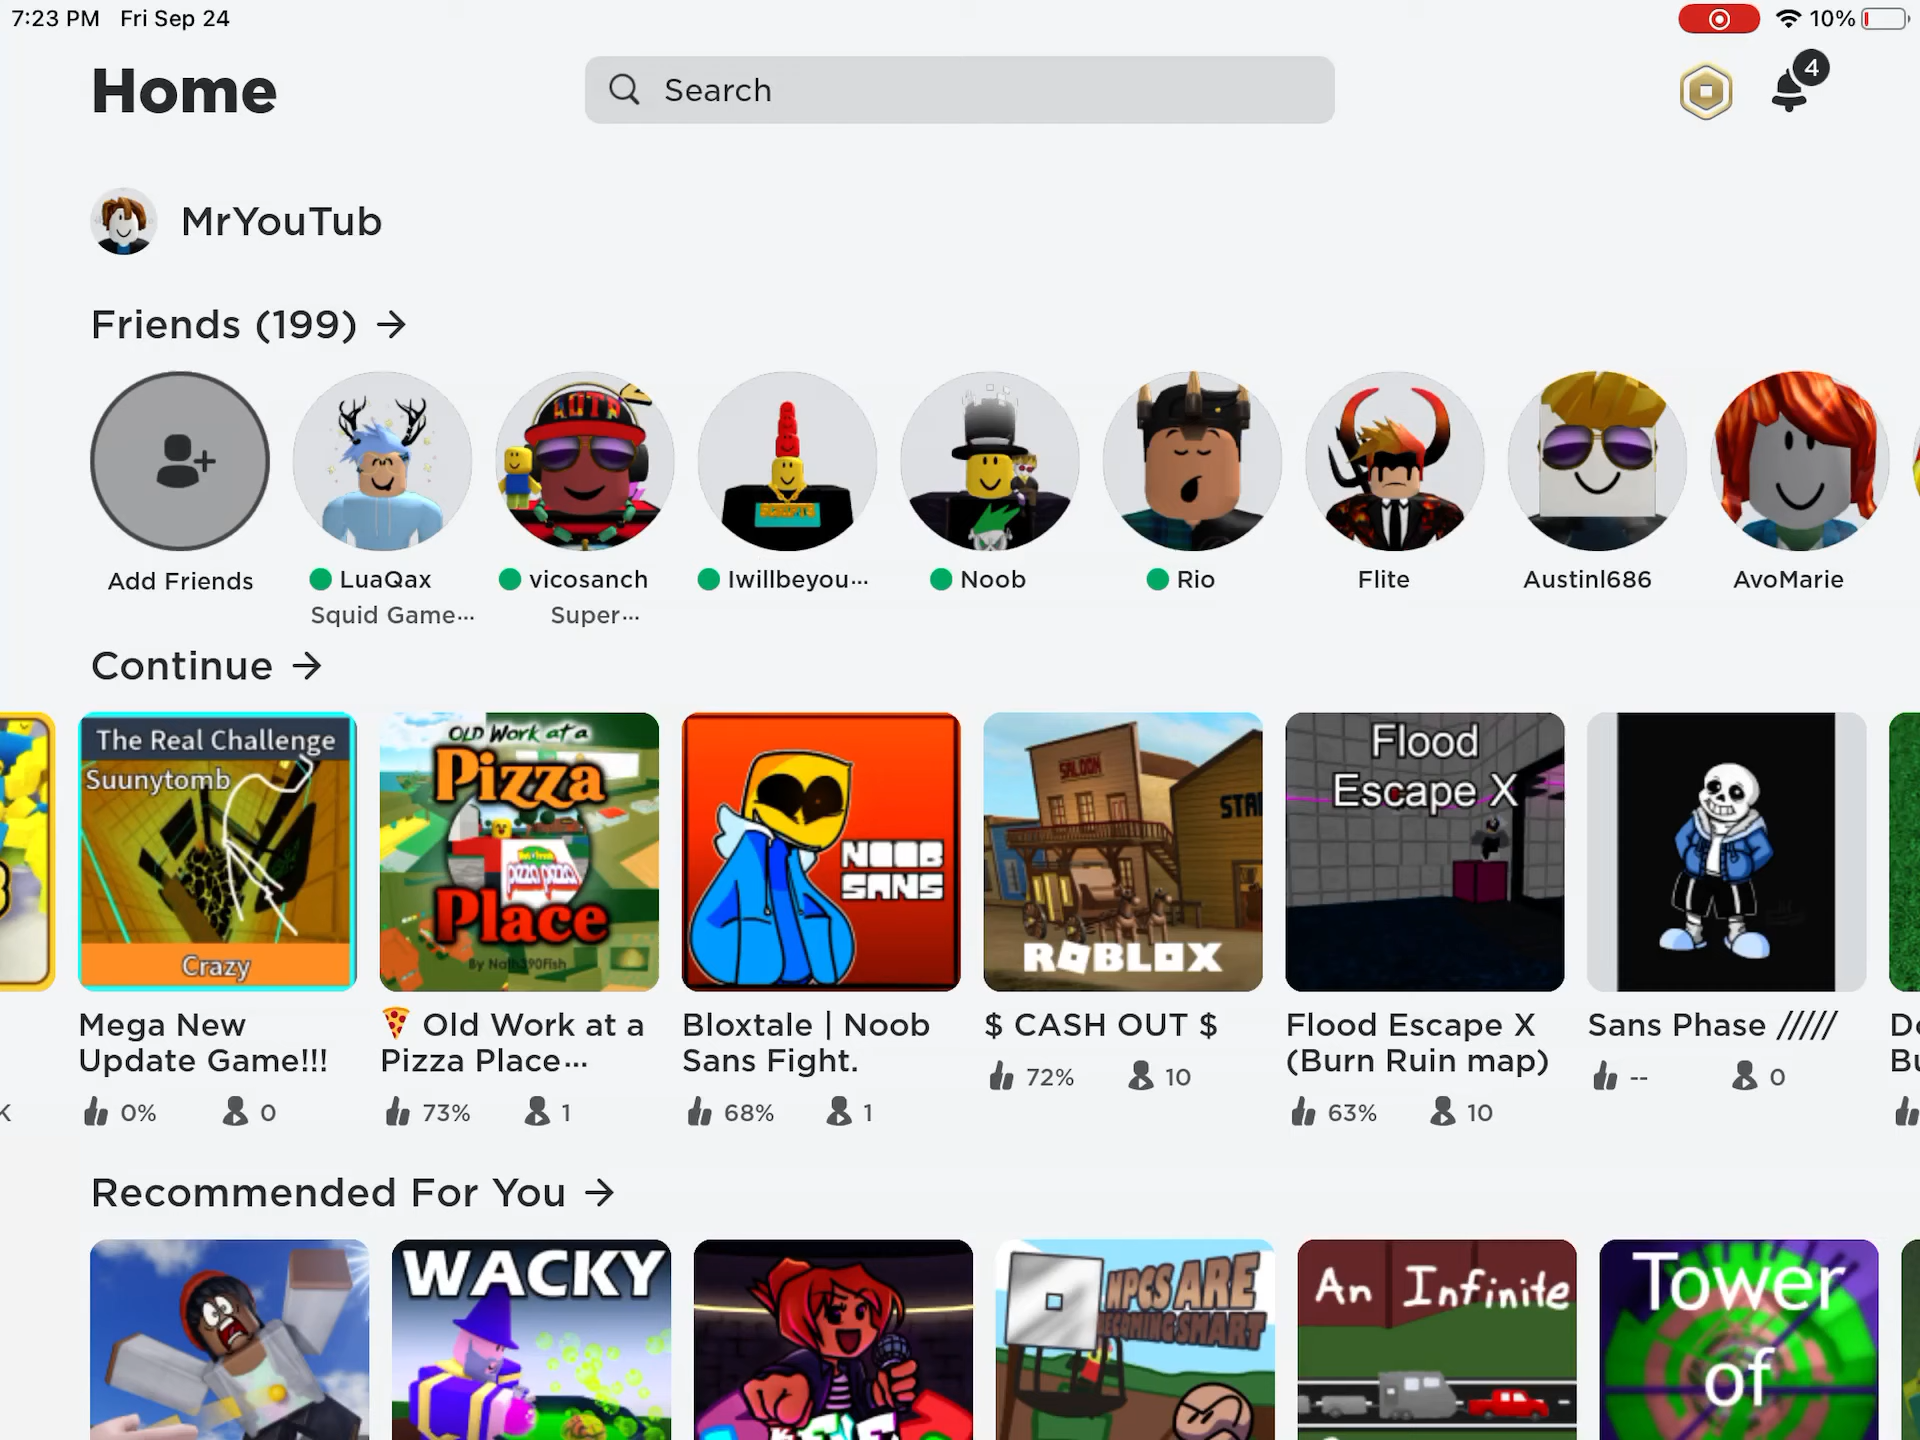 7:23 PM Fri Sep 24
10%
Home
Search
4
MrYouTub
Friends (199) →
Add Friends
LuaQax
Squid Game...
vicosanch
Super...
Iwillbeyou...
Noob
Rio
Flite
Austinl686
AvoMarie
Continue →
The Real Challenge
Suunytomb
Crazy
OLD Work at a
Pizza
Place
By Nath390Fish
NOOB
SANS
SALOON
ROBLOX
Flood
Escape X
K
Mega New
Update Game!!!
0% 0
Old Work at a
Pizza Place...
73% 1
Bloxtale | Noob
Sans Fight.
68% 1
$ CASH OUT $
72% 10
Flood Escape X
(Burn Ruin map)
63% 10
Sans Phase /////
-- 0
Recommended For You →
WACKY
NPCS ARE
BECOMING SMART
An Infinite
Tower
of